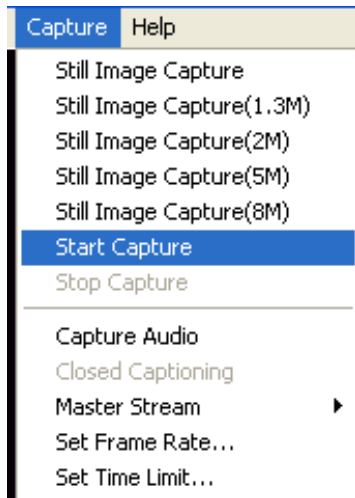 Capture Help
Still Image Capture
Still Image Capture(1.3M)
Still Image Capture(2M)
Still Image Capture(5M)
Still Image Capture(8M)
Start Capture
Stop Capture
Capture Audio
Closed Captioning
Master Stream
Set Frame Rate...
Set Time Limit...